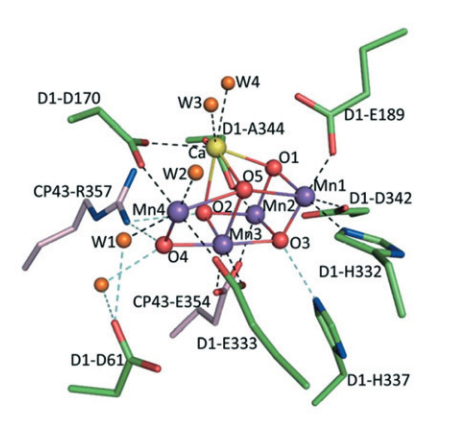 W4
W3
D1-D170
D1-E189
D1-A344
Ca
O1
W2
O5
Mn1
CP43-R357
D1-D342
Mn4
O2
Mn2
W1
Mn3
O3
O4
D1-H332
CP43-E354
D1-E333
D1-D61
D1-H337